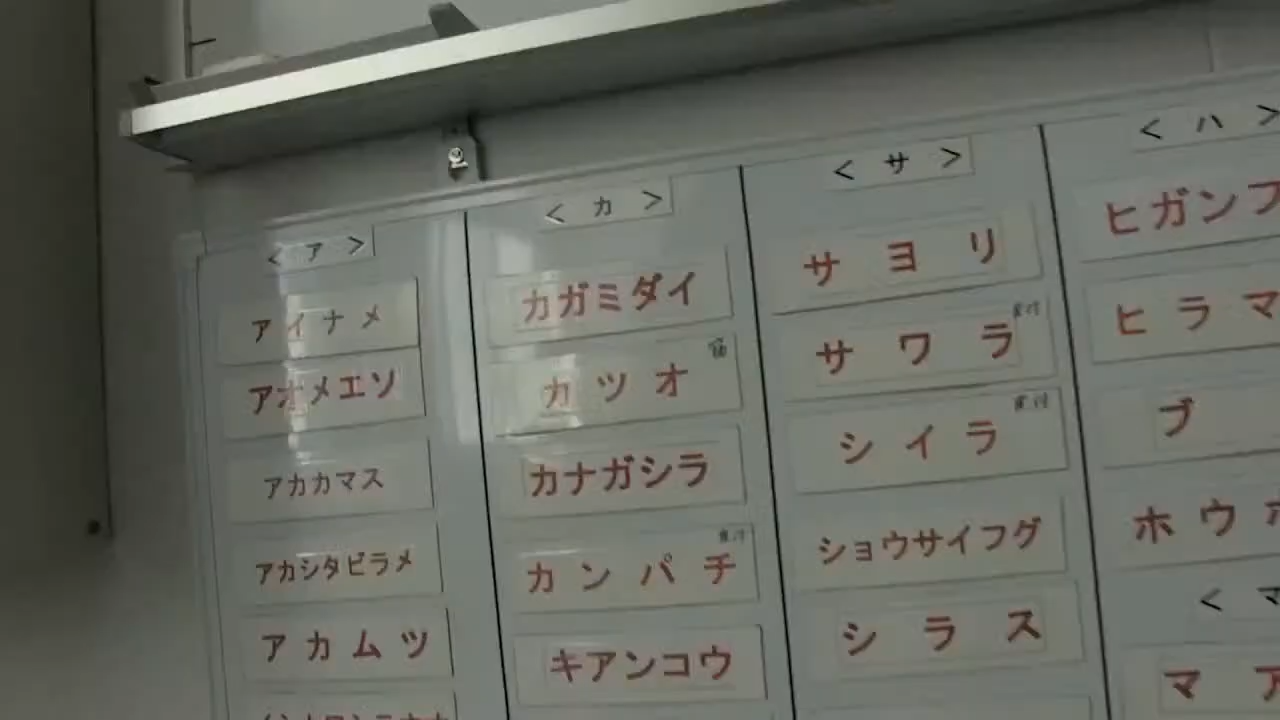 < ア >
アイナメ
アオメエソ
アカカマス
アカシタビラメ
アカムツ
< カ >
カガミダイ
カツオ
カナガシラ
カンパチ
キアンコウ
< サ >
サヨリ
サワラ
シイラ
ショウサイフグ
シラス
< ハ >
ヒガンフ
ヒラマ
ブ
ホウ
< マ
マア